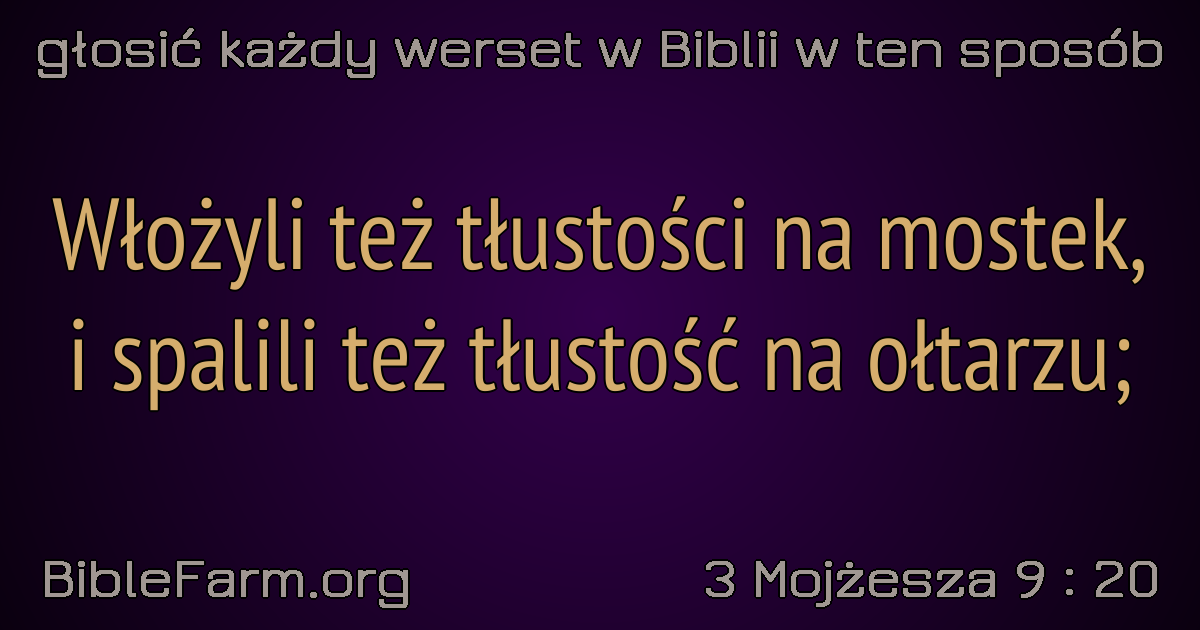 głosić każdy werset w Biblii w ten sposób
Włożyli też tłustości na mostek,
i spalili też tłustość na ołtarzu;
BibleFarm.org
3 Mojżesza 9 : 20